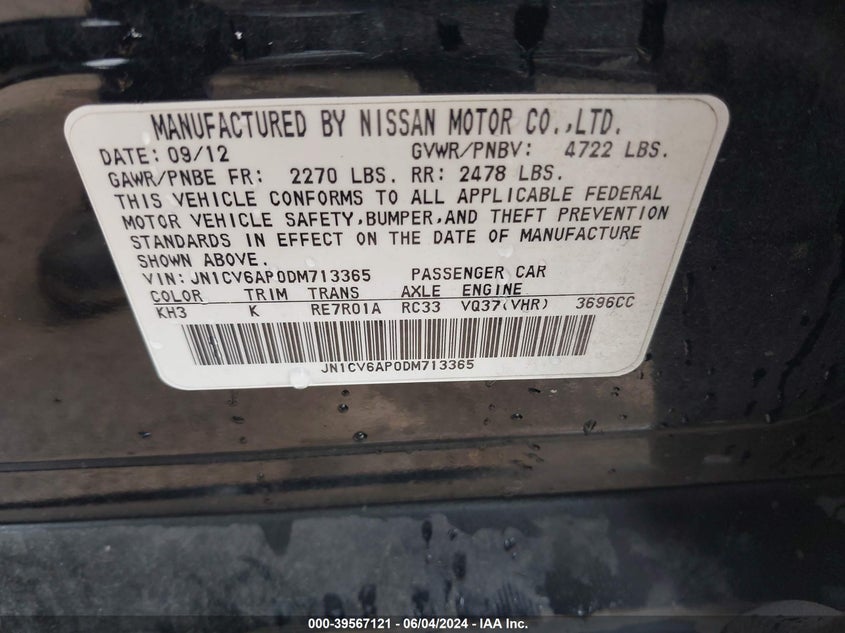 MANUFACTURED BY NISSAN MOTOR CO.,LTD.
DATE: 09/12 GVWR/PNBV: 4722 LBS.
GAWR/PNBE FR: 2270 LBS. RR: 2478 LBS.
THIS VEHICLE CONFORMS TO ALL APPLICABLE FEDERAL
MOTOR VEHICLE SAFETY,BUMPER,AND THEFT PREVENTION
STANDARDS IN EFFECT ON THE DATE OF MANUFACTURE
SHOWN ABOVE.
VIN:JN1CV6AP0DM713365 PASSENGER CAR
COLOR TRIM TRANS AXLE ENGINE
KH3 K RE7R01A RC33 VQ37(VHR) 3696CC
JN1CV6AP0DM713365
000-39567121 - 06/04/2024 - IAA Inc.